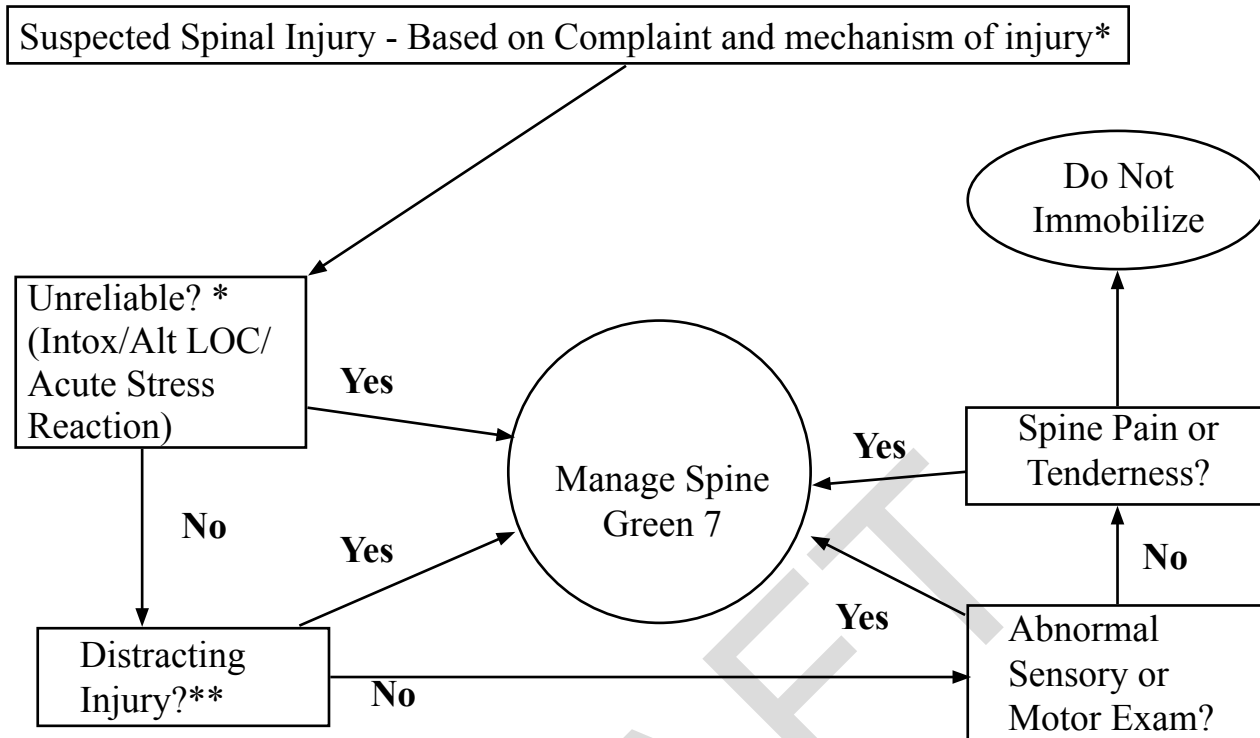 Suspected Spinal Injury - Based on Complaint and mechanism of injury*
Do Not
Immobilize
Unreliable? *
(Intox/Alt LOC/
Acute Stress
Reaction)
Yes
Manage Spine
Green 7
Yes
Spine Pain or
Tenderness?
No
Yes
No
Distracting
Injury?**
No
Yes
Abnormal
Sensory or
Motor Exam?